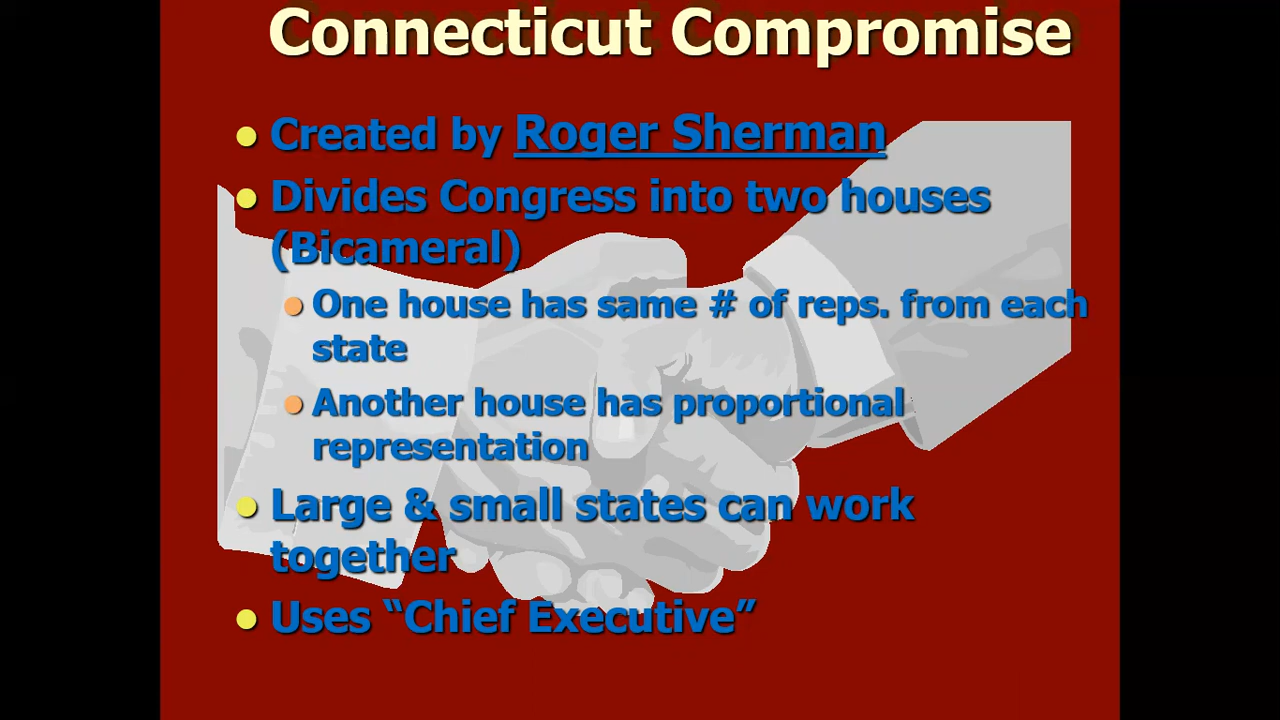 Connecticut Compromise
● Created by Roger Sherman
● Divides Congress into two houses
(Bicameral)
● One house has same # of reps. from each
state
● Another house has proportional
representation
● Large & small states can work
together
● Uses “Chief Executive”